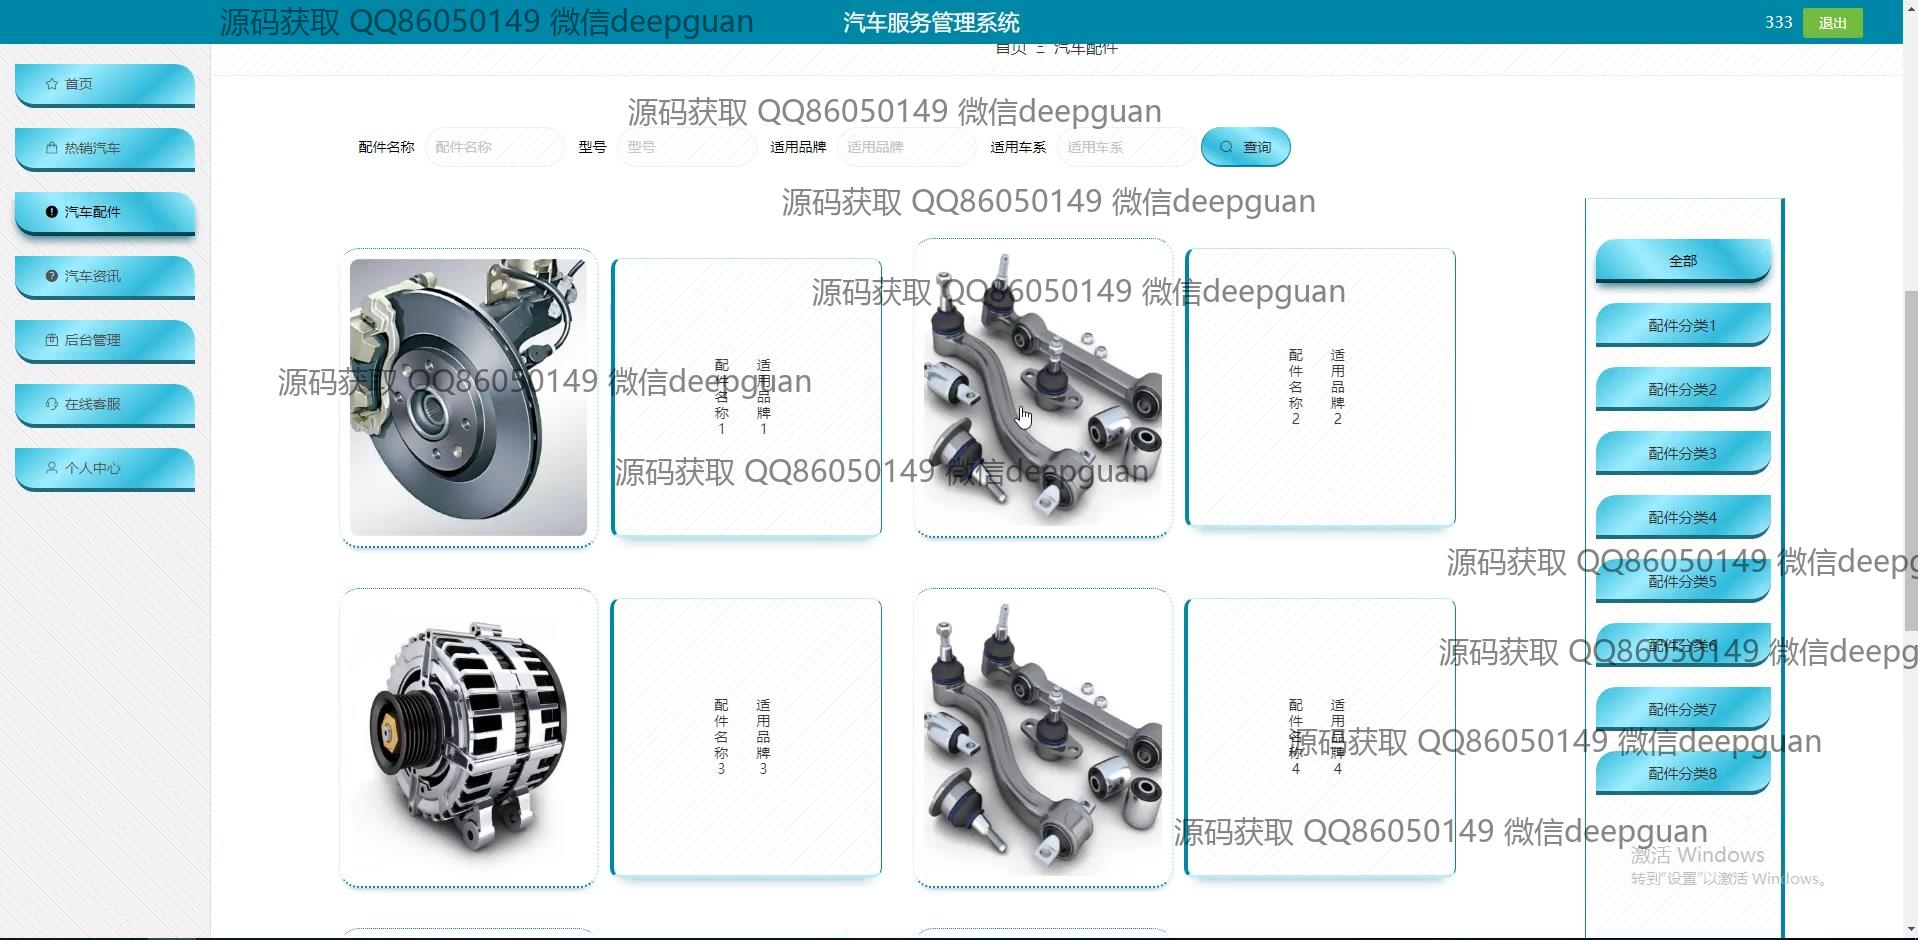 源码获取 QQ86050149 微信deepguan
汽车服务管理系统
333
退出
首页 Ξ 汽车配件
首页
热销汽车
汽车配件
汽车资讯
后台管理
在线客服
个人中心
源码获取 QQ86050149 微信deepguan
配件名称 配件名称 型号 型号 适用品牌 适用品牌 适用车系 适用车系 查询
源码获取 QQ86050149 微信deepguan
源码获取 QQ86050149 微信deepguan
源码获取 QQ86050149 微信deepguan
配件名称1
适用品牌1
配件名称2
适用品牌2
源码获取 QQ86050149 微信deepguan
配件名称3
适用品牌3
配件名称4
适用品牌4
全部
配件分类1
配件分类2
配件分类3
配件分类4
源码获取 QQ86050149 微信deepg
配件分类5
配件分类6
源码获取 QQ86050149 微信deepg
配件分类7
源码获取 QQ86050149 微信deepguan
配件分类8
源码获取 QQ86050149 微信deepguan
激活 Windows
转到"设置"以激活 Windows。